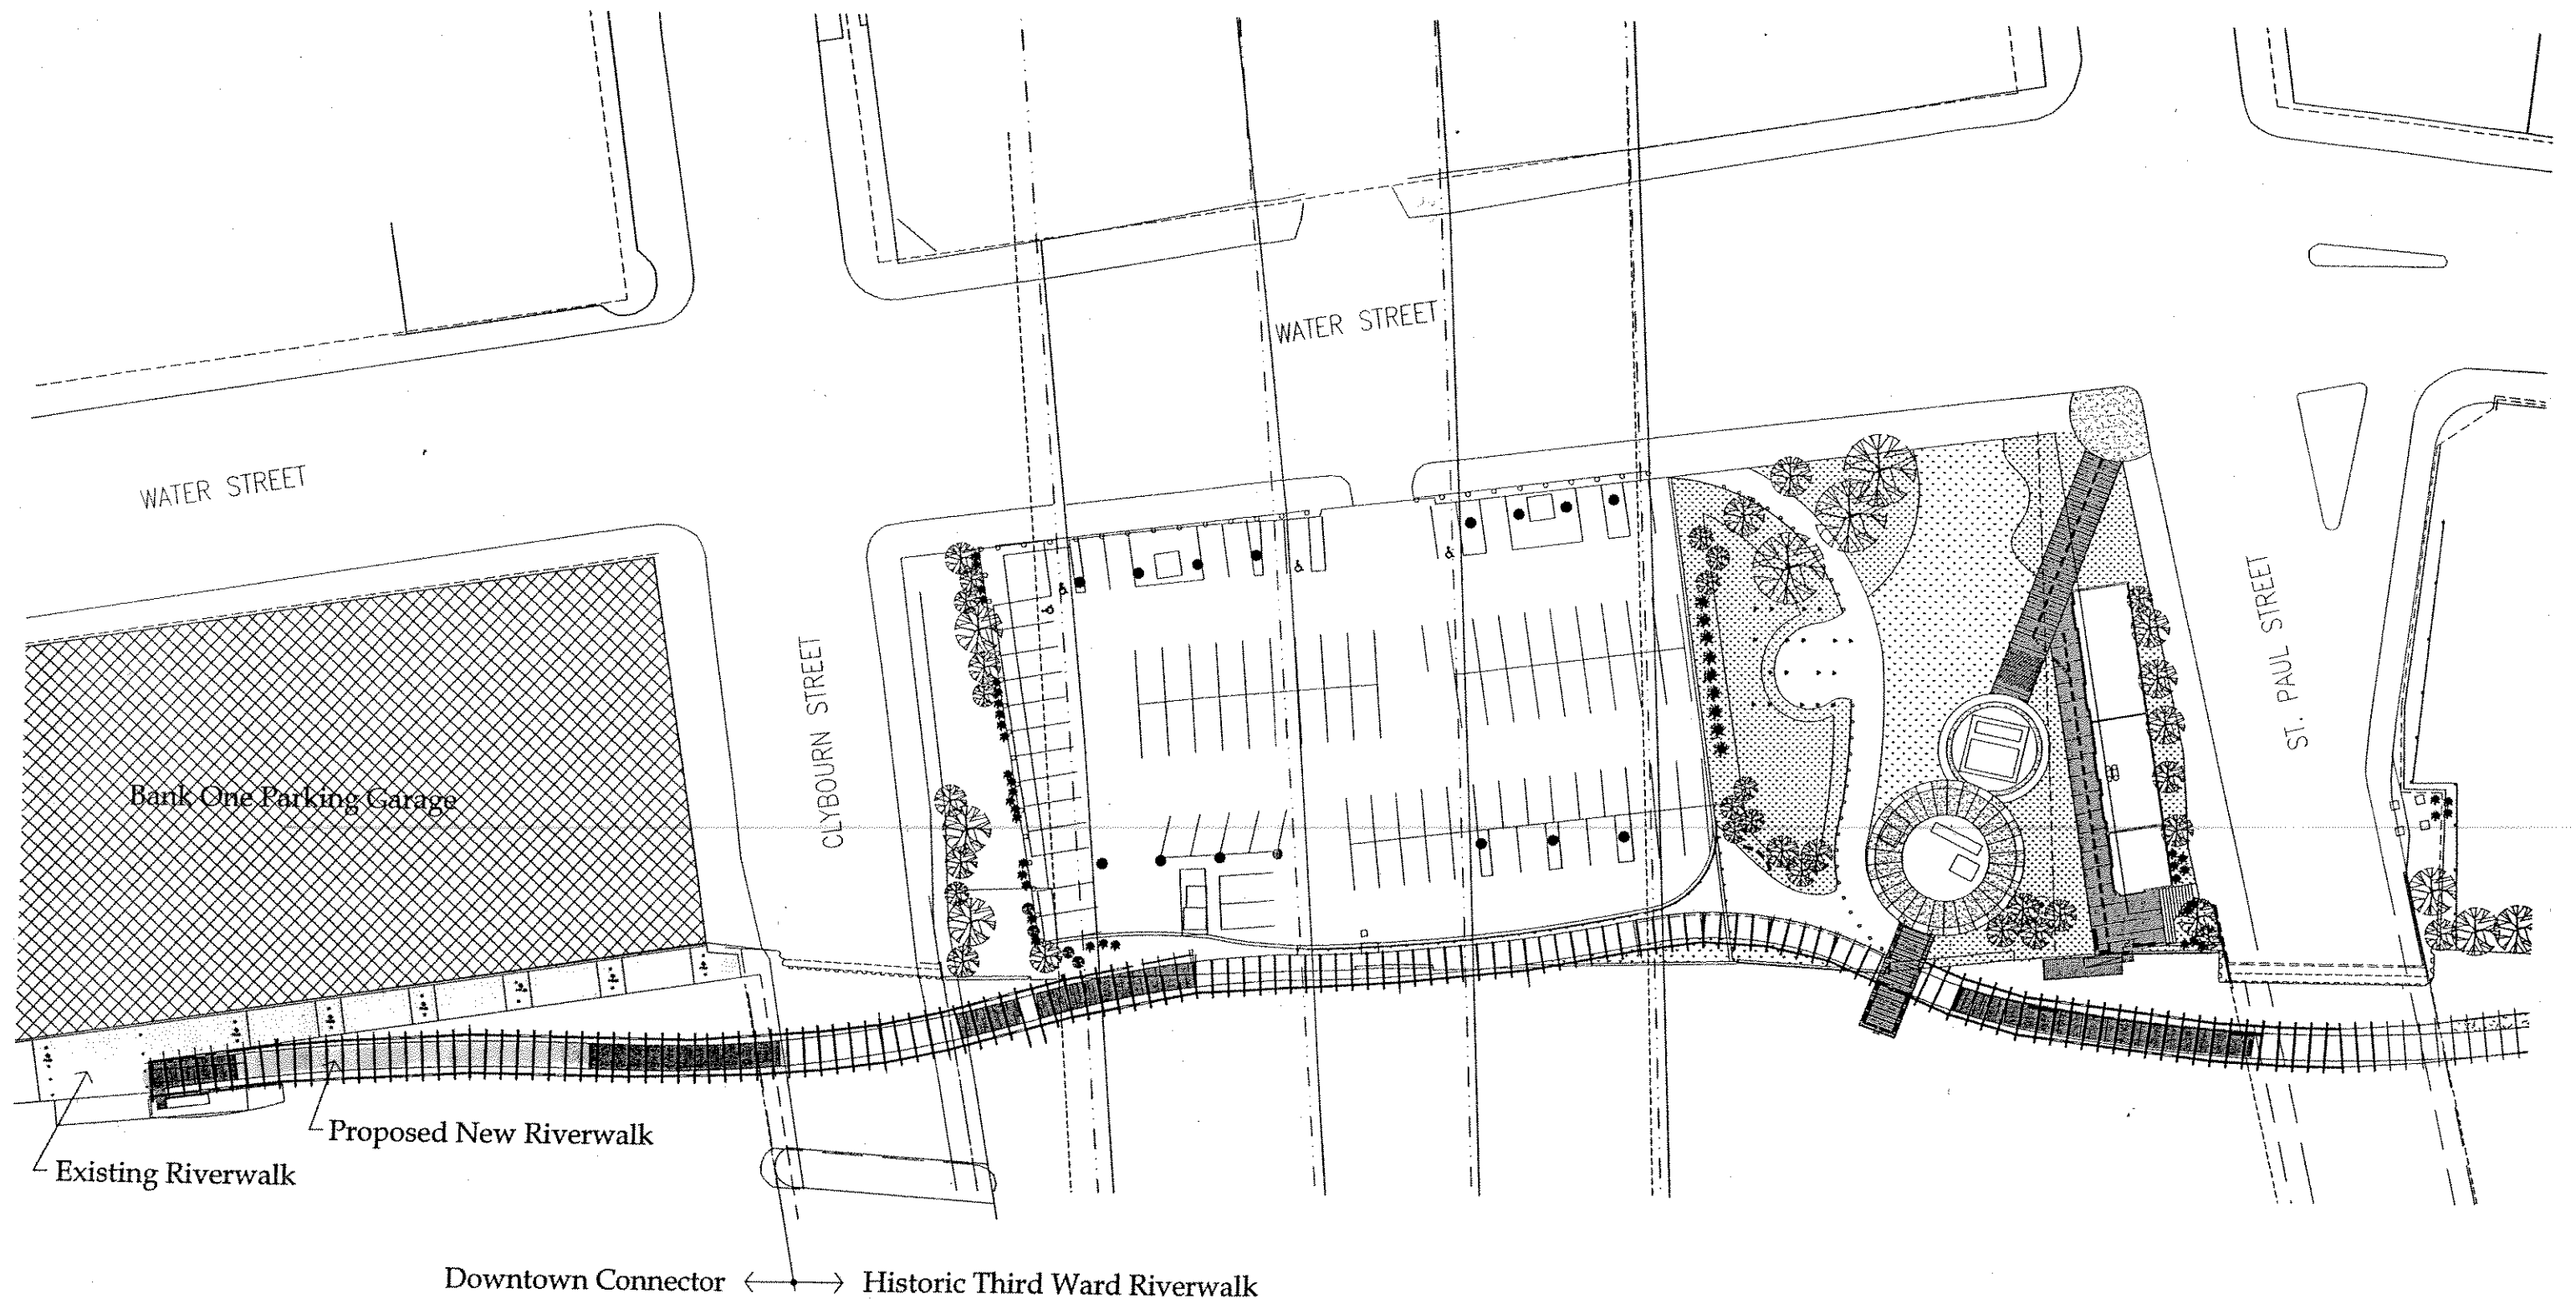 WATER STREET
WATER STREET
CLYBOURN STREET
ST. PAUL STREET
Bank One Parking Garage
Proposed New Riverwalk
Existing Riverwalk
Downtown Connector
Historic Third Ward Riverwalk